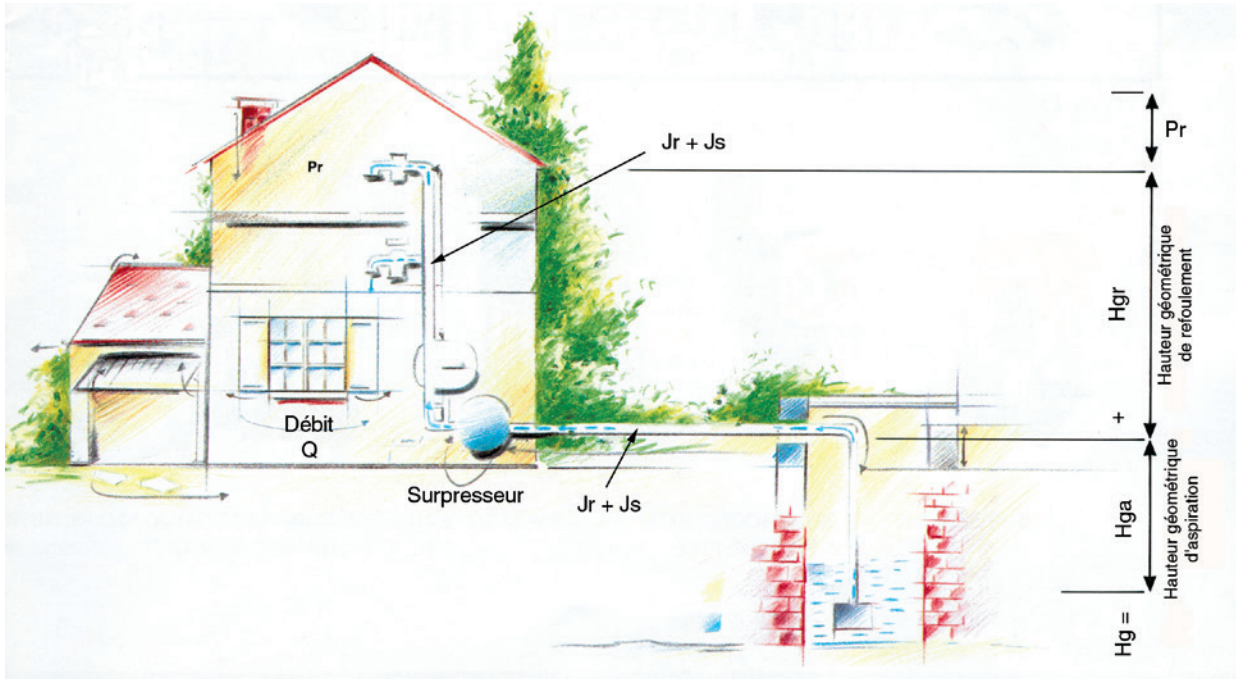 Pr
Jr + Js
Pr
Hgr
Hauteur géométrique
de refoulement
Débit
Q
+
Surpresseur
Jr + Js
Hga
Hauteur géométrique
d'aspiration
Hg =